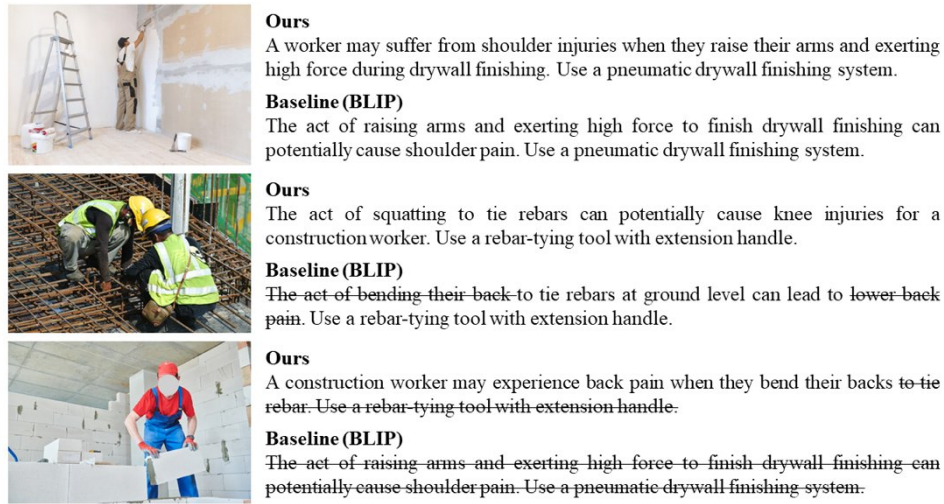 Ours
A worker may suffer from shoulder injuries when they raise their arms and exerting
high force during drywall finishing. Use a pneumatic drywall finishing system.
Baseline (BLIP)
The act of raising arms and exerting high force to finish drywall finishing can
potentially cause shoulder pain. Use a pneumatic drywall finishing system.
Ours
The act of squatting to tie rebars can potentially cause knee injuries for a
construction worker. Use a rebar-tying tool with extension handle.
Baseline (BLIP)
The act of bending their back to tie rebars at ground level can lead to lower back
pain. Use a rebar-tying tool with extension handle.
Ours
A construction worker may experience back pain when they bend their backs to tie
rebar. Use a rebar-tying tool with extension handle.
Baseline (BLIP)
The act of raising arms and exerting high force to finish drywall finishing can
potentially cause shoulder pain. Use a pneumatic drywall finishing system.